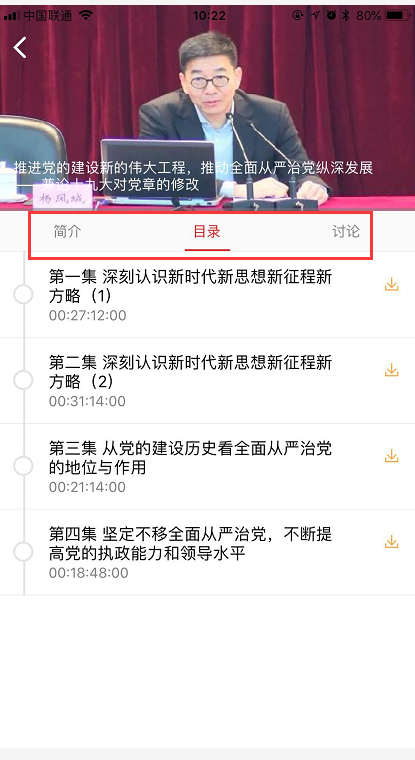 中国联通 10:22 80%
推进党的建设新的伟大工程，推动全面从严治党纵深发展
——兼论十九大对党章的修改
杨凤城
简介 目录 讨论
第一集 深刻认识新时代新思想新征程新
方略（1）
00:27:12:00
第二集 深刻认识新时代新思想新征程新
方略（2）
00:31:14:00
第三集 从党的建设历史看全面从严治党
的地位与作用
00:21:14:00
第四集 坚定不移全面从严治党，不断提
高党的执政能力和领导水平
00:18:48:00